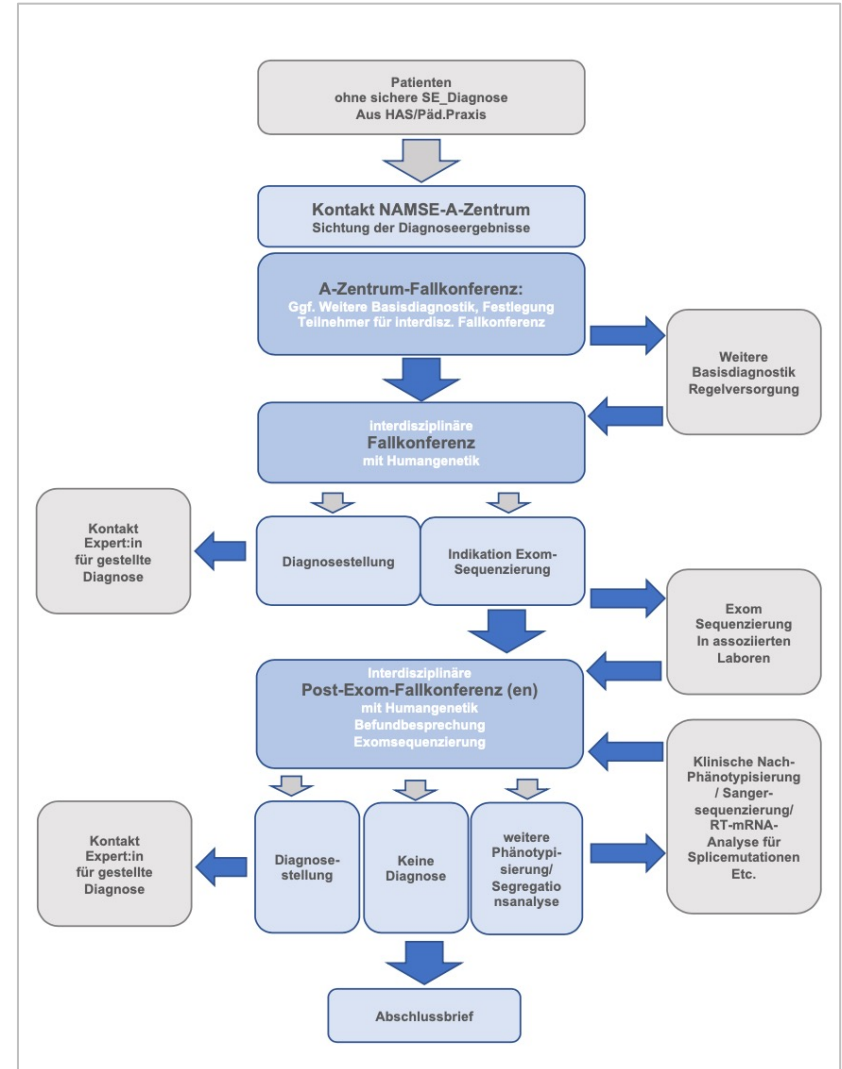 Patienten
ohne sichere SE_Diagnose
Aus HAS/Päd.Praxis
Kontakt NAMSE-A-Zentrum
Sichtung der Diagnoseergebnisse
A-Zentrum-Fallkonferenz:
Ggf. Weitere Basisdiagnostik, Festlegung
Teilnehmer für interdisz. Fallkonferenz
Weitere
Basisdiagnostik
Regelversorgung
interdisziplinäre
Fallkonferenz
mit Humangenetik
Kontakt
Expert:in
für gestellte
Diagnose
Diagnosestellung
Indikation Exom-
Sequenzierung
Exom
Sequenzierung
In assoziierten
Laboren
Interdisziplinäre
Post-Exom-Fallkonferenz (en)
mit Humangenetik
Befundbesprechung
Exomsequenzierung
Klinische Nach-
Phänotypisierung
/ Sanger-
sequenzierung/
RT-mRNA-
Analyse für
Splicemutationen
Etc.
Kontakt
Expert:in
für gestellte
Diagnose
Diagnose-
stellung
Keine
Diagnose
weitere
Phänotypi-
sierung/
Segregatio
nsanalyse
Abschlussbrief